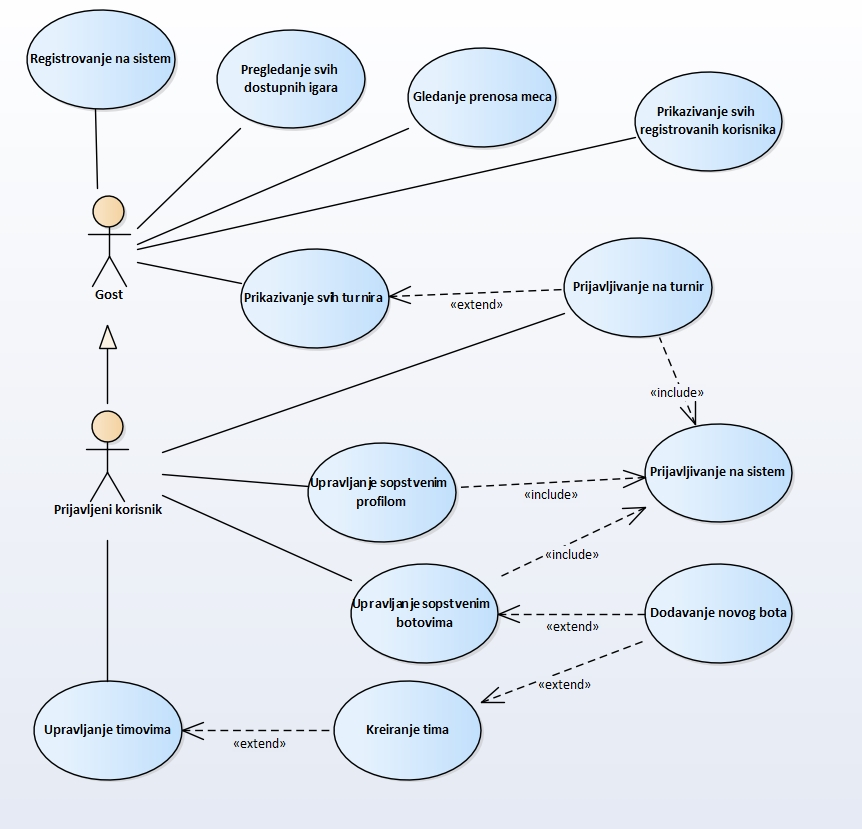 Registrovanje na sistem
Pregledanje svih
dostupnih igara
Gledanje prenosa meca
Prikazivanje svih
registrovanih korisnika
Gost
Prikazivanje svih turnira
«extend»
Prijavljivanje na turnir
«include»
Prijavljeni korisnik
Upravljanje sopstvenim
profilom
«include»
Prijavljivanje na sistem
«include»
Upravljanje sopstvenim
botovima
«extend»
Dodavanje novog bota
«extend»
Upravljanje timovima
«extend»
Kreiranje tima